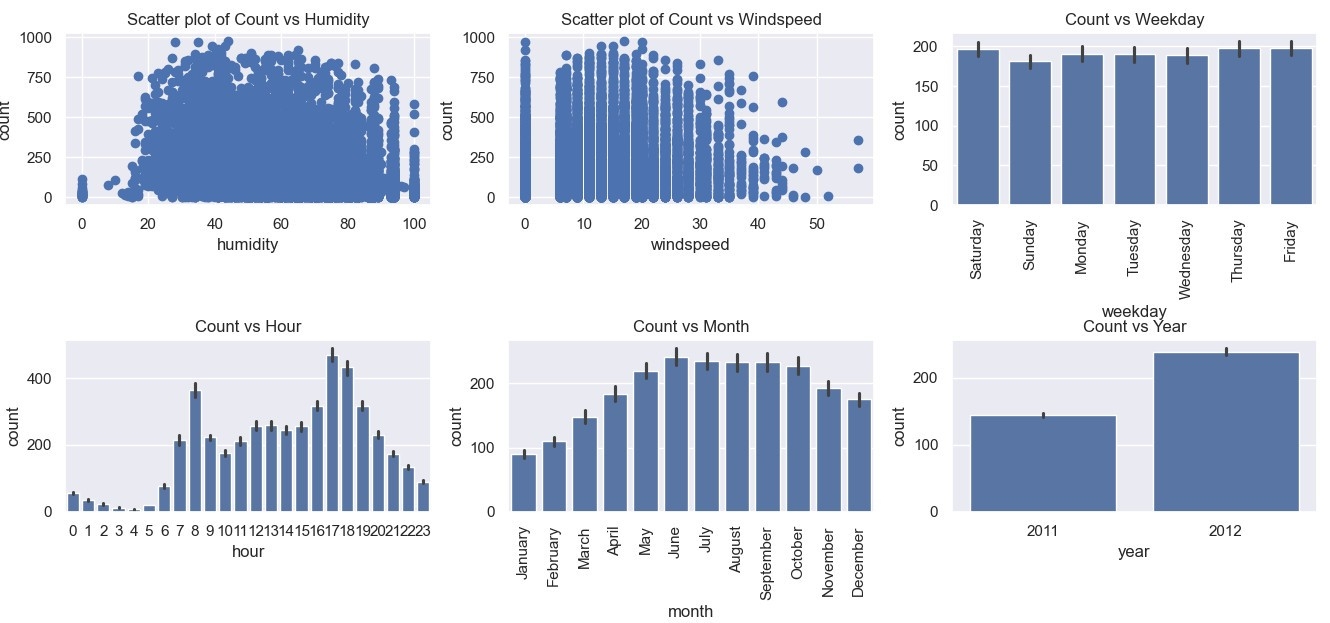 Scatter plot of Count vs Humidity
1000
750
500
250
0
count
0 20 40 60 80 100
humidity
Scatter plot of Count vs Windspeed
1000
750
500
250
0
count
0 10 20 30 40 50
windspeed
Count vs Weekday
200
150
100
50
0
count
Saturday
Sunday
Monday
Tuesday
Wednesday
Thursday
Friday
weekday
Count vs Hour
400
200
0
count
0 1 2 3 4 5 6 7 8 9 10 11 12 13 14 15 16 17 18 19 20 21 22 23
hour
Count vs Month
200
100
0
count
January
February
March
April
May
June
July
August
September
October
November
December
month
Count vs Year
200
100
0
count
2011 2012
year